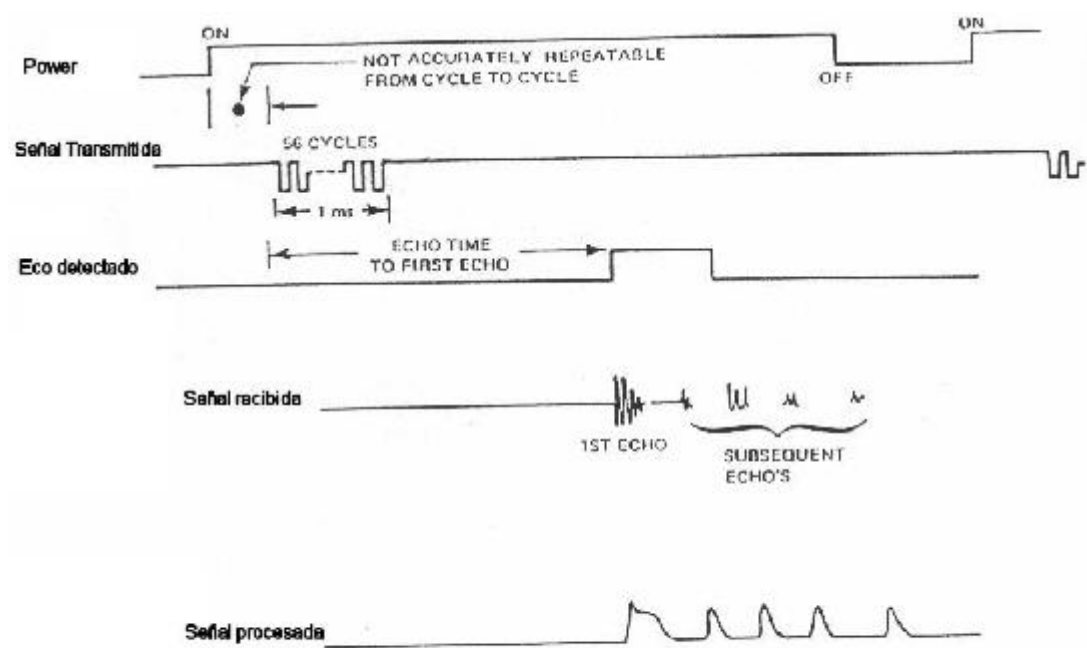 ON
ON
Power
NOT ACCURATELY REPEATABLE
FROM CYCLE TO CYCLE
OFF
Señal Transmitida
56 CYCLES
1 ms
Eco detectado
ECHO TIME
TO FIRST ECHO
Señal recibida
1ST ECHO
SUBSEQUENT
ECHO'S
Señal procesada